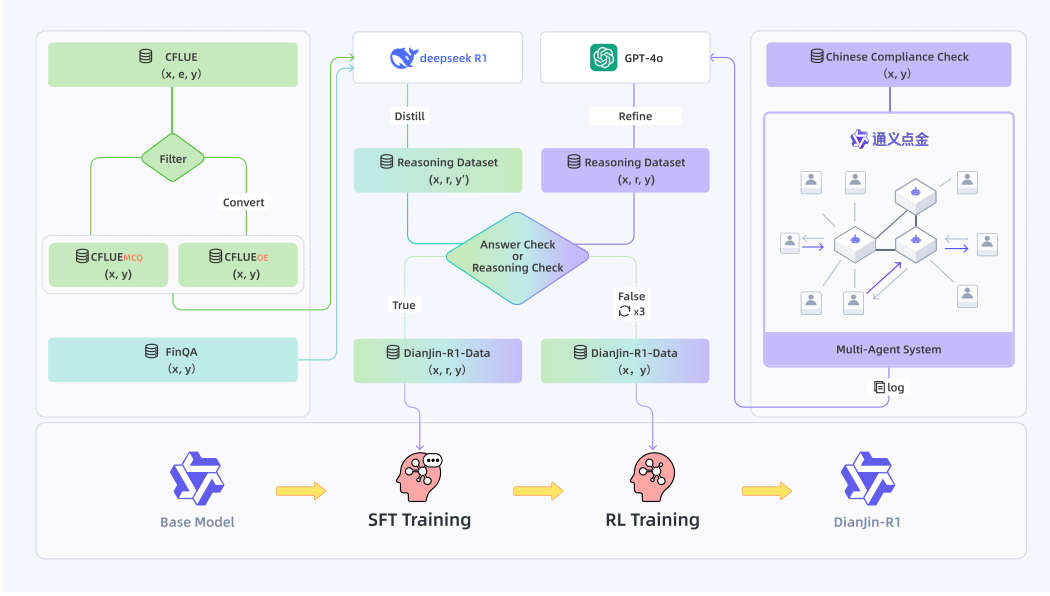 CFLUE
(x, e, y)
Filter
Convert
CFLUEMCQ
(x, y)
CFLUEOE
(x, y)
FinQA
(x, y)
deepseek R1
GPT-4o
Distill
Refine
Reasoning Dataset
(x, r, y’)
Reasoning Dataset
(x, r, y)
Answer Check
or
Reasoning Check
True
False
x3
DianJin-R1-Data
(x, r, y)
DianJin-R1-Data
(x，y)
Chinese Compliance Check
(x, y)
通义点金
Multi-Agent System
log
Base Model
SFT Training
RL Training
DianJin-R1